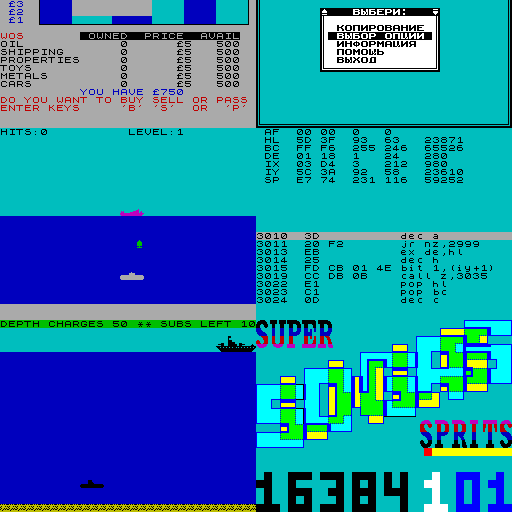 £3
£2
£1
WOS OWNED PRICE AVAIL
OIL 0 £5 500
SHIPPING 0 £5 500
PROPERTIES 0 £5 500
TOYS 0 £5 500
METALS 0 £5 500
CARS 0 £5 500
YOU HAVE £750
DO YOU WANT TO BUY SELL OR PASS
ENTER KEYS 'B' 'S' OR 'P'
ВЫБЕРИ:
КОПИРОВАНИЕ
ВЫБОР ОПЦИИ
ИНФОРМАЦИЯ
ПОМОЩЬ
ВЫХОД
HITS:0 LEVEL:1
AF 00 00 0 0
HL 5D 3F 93 63 23871
BC FF F6 255 246 65526
DE 01 18 1 24 280
IX 03 D4 3 212 980
IY 5C 3A 92 58 23610
SP E7 74 231 116 59252
3010 3D dec a
3011 20 F2 jr nz,2999
3013 EB ex de,hl
3014 25 dec h
3015 FD CB 01 4E bit 1,(iy+1)
3019 CC DB 0B call z,3035
3022 E1 pop hl
3023 C1 pop bc
3024 0D dec c
DEPTH CHARGES 50 ** SUBS LEFT 10
SUPER
SPRITS
16384 101